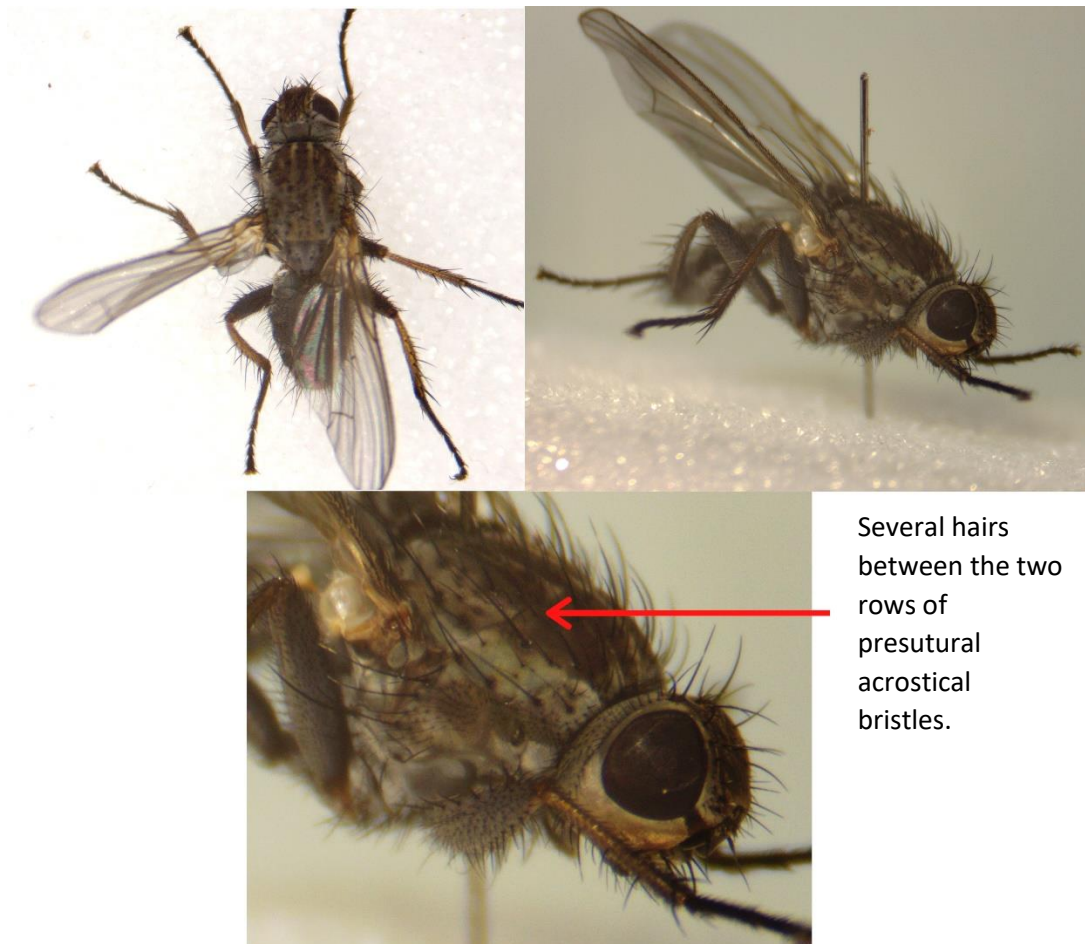 Several hairs
between the two
rows of
presutural
acrostical
bristles.